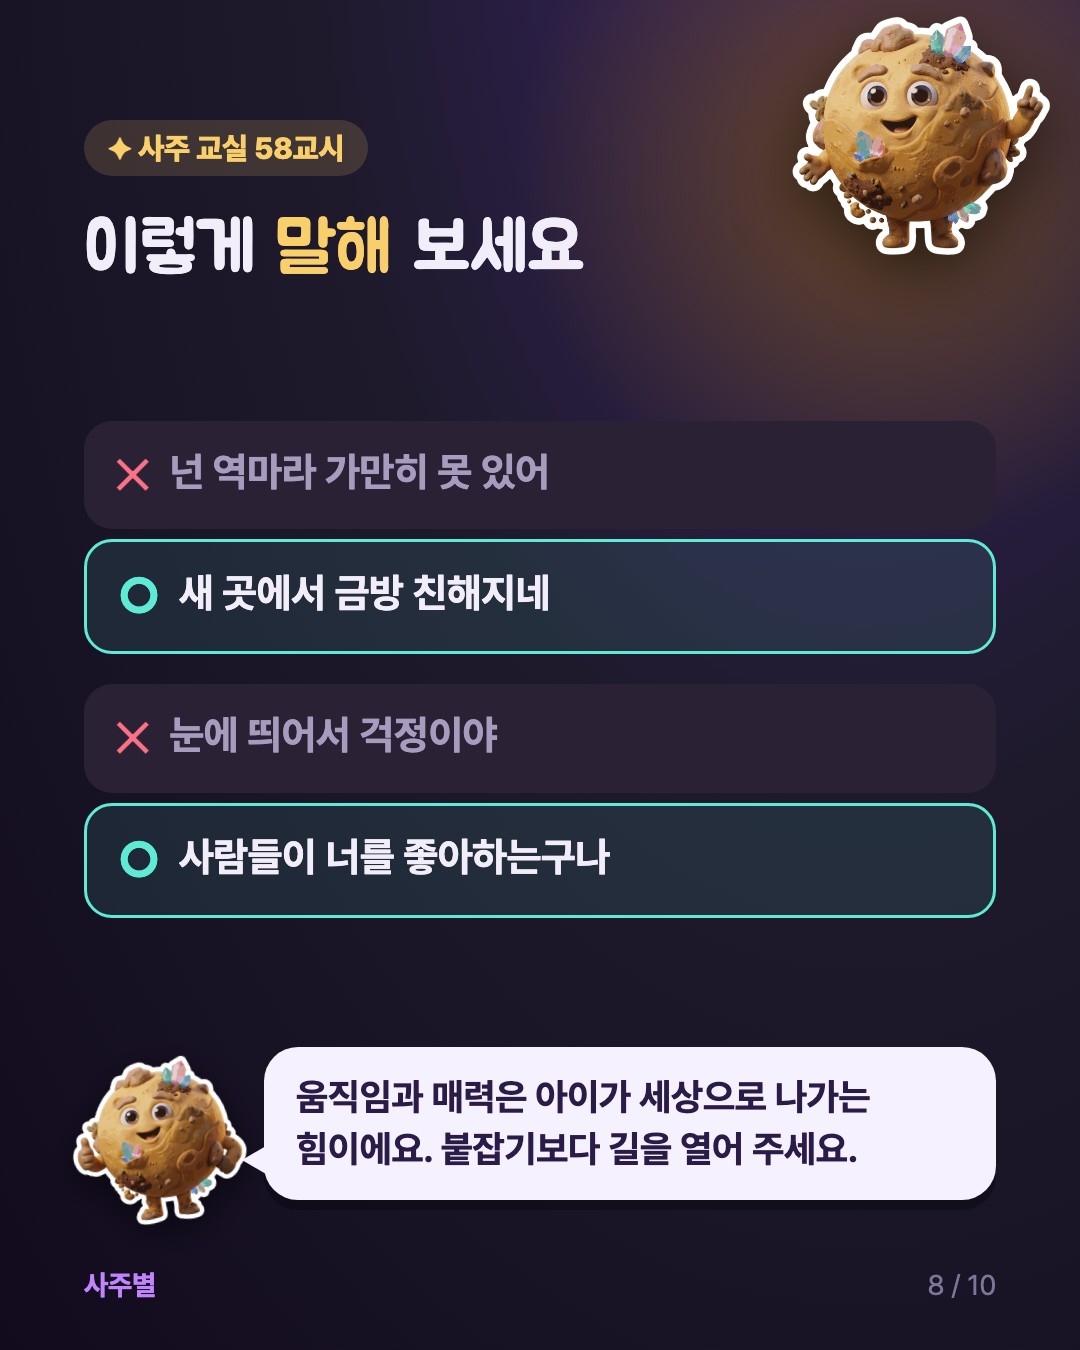 ✦ 사주 교실 58교시
이렇게 말해 보세요
넌 역마라 가만히 못 있어
새 곳에서 금방 친해지네
눈에 띄어서 걱정이야
사람들이 너를 좋아하는구나
움직임과 매력은 아이가 세상으로 나가는
힘이에요. 붙잡기보다 길을 열어 주세요.
사주별
8 / 10